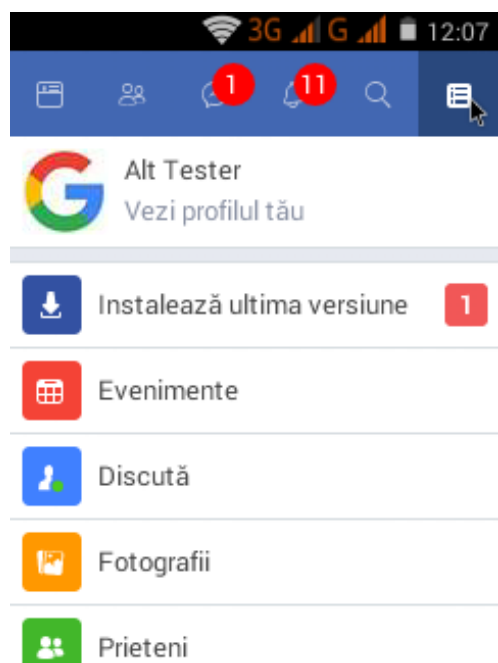 3G G 12:07
1 11
Alt Tester
Vezi profilul tău
Instalează ultima versiune 1
Evenimente
Discută
Fotografii
Prieteni